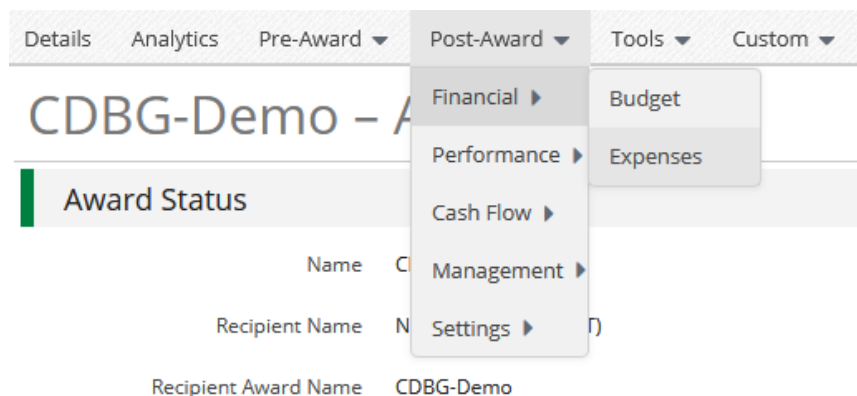 Details Analytics Pre-Award Post-Award Tools Custom
CDBG-Demo –
Financial Budget
Performance Expenses
Award Status
Cash Flow
Name
Management
Recipient Name
Settings
Recipient Award Name CDBG-Demo